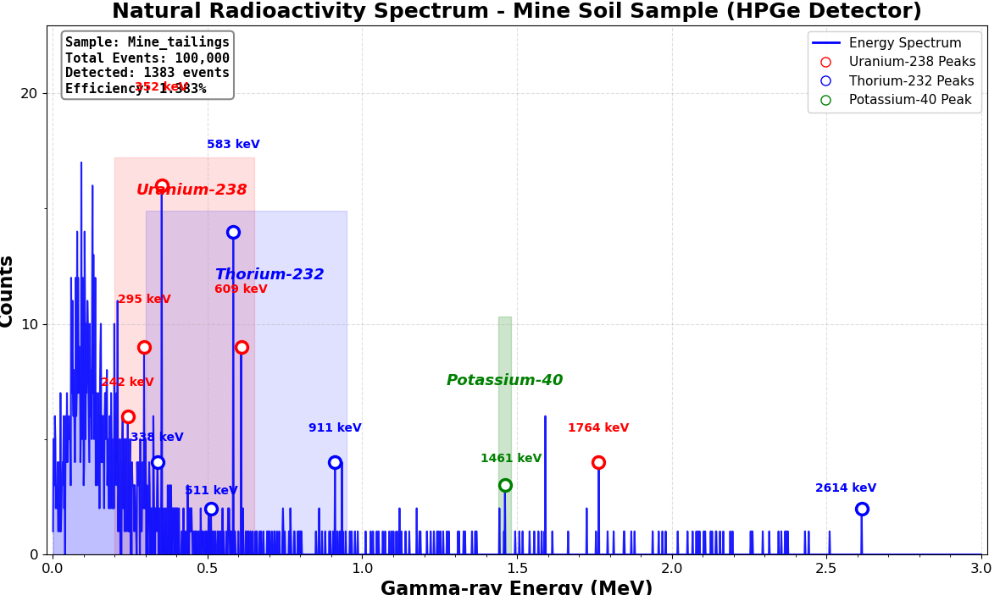 Natural Radioactivity Spectrum - Mine Soil Sample (HPGe Detector)
Sample: Mine_tailings
Total Events: 100,000
Detected: 1383 events
Efficiency: 1.383%
352 keV
Energy Spectrum
Uranium-238 Peaks
Thorium-232 Peaks
Potassium-40 Peak
583 keV
Uranium-238
Thorium-232
609 keV
295 keV
242 keV
338 keV
511 keV
911 keV
Potassium-40
1461 keV
1764 keV
2614 keV
Counts
20
10
0
0.0 0.5 1.0 1.5 2.0 2.5 3.0
Gamma-ray Energy (MeV)